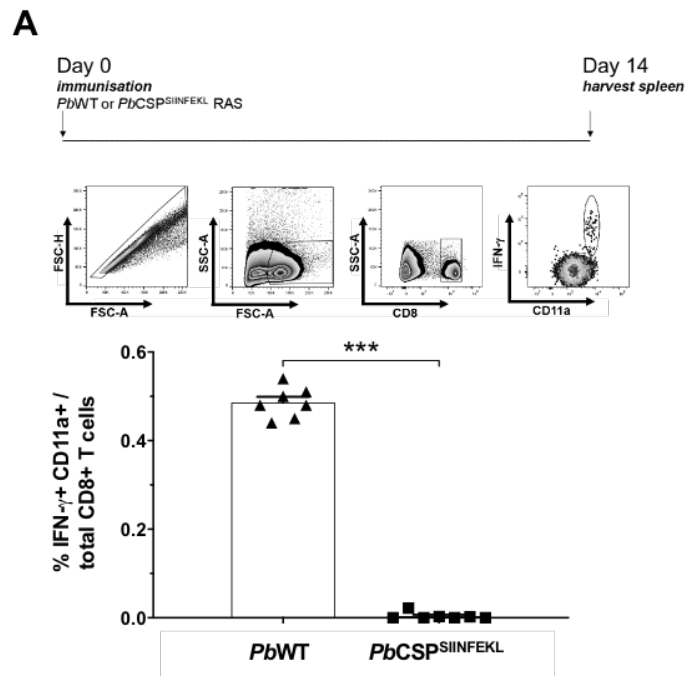 A
Day 0
immunisation
PbWT or PbCSPSIINFEKL RAS
Day 14
harvest spleen
FSC-H
FSC-A
SSC-A
FSC-A
SSC-A
CD8
IFN-γ
CD11a
% IFN-γ+ CD11a+ /
total CD8+ T cells
0.6
0.4
0.2
0.0
***
PbWT
PbCSPSIINFEKL